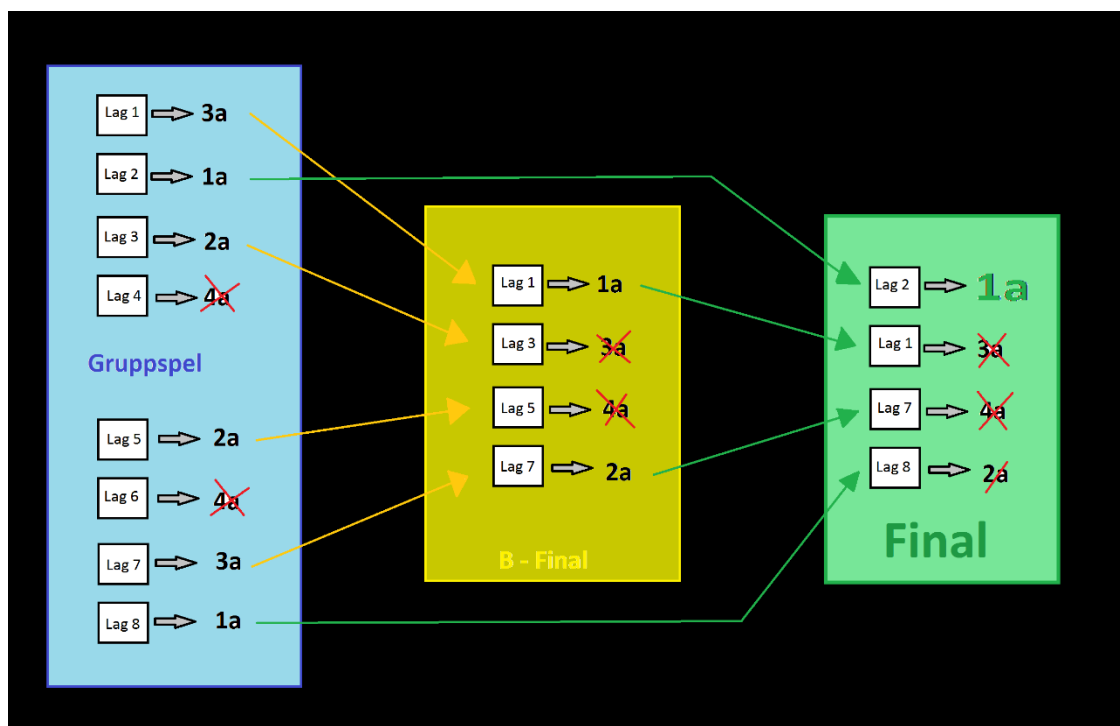 Lag 1 3a
Lag 2 1a
Lag 3 2a
Lag 4 4a
Gruppspel
Lag 5 2a
Lag 6 4a
Lag 7 3a
Lag 8 1a
Lag 1 1a
Lag 3 3a
Lag 5 4a
Lag 7 2a
B - Final
Lag 2 1a
Lag 1 3a
Lag 7 4a
Lag 8 2a
Final